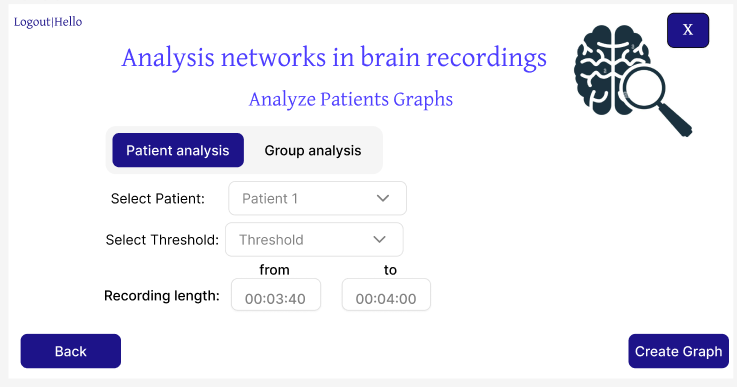 Logout|Hello
X
Analysis networks in brain recordings
Analyze Patients Graphs
Patient analysis Group analysis
Select Patient: Patient 1
Select Threshold: Threshold
from to
Recording length: 00:03:40 00:04:00
Back Create Graph